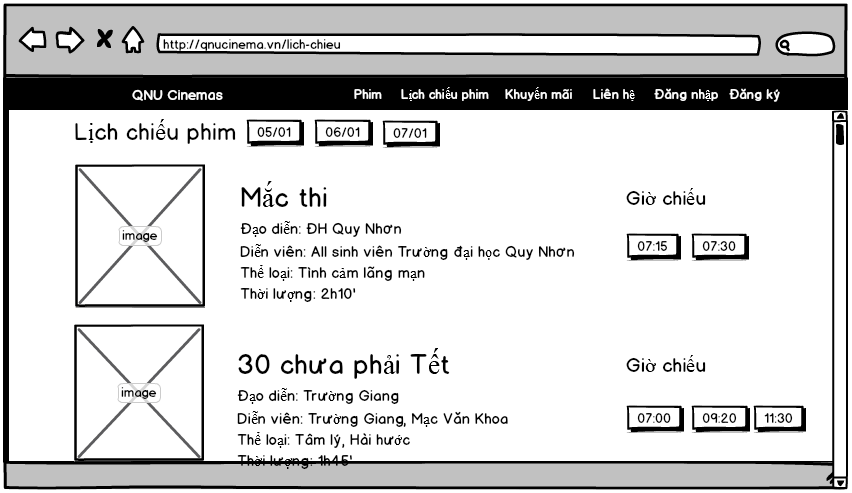 http://qnucinema.vn/lich-chieu
QNU Cinemas Phim Lịch chiếu phim Khuyến mãi Liên hệ Đăng nhập Đăng ký
Lịch chiếu phim 05/01 06/01 07/01
image
Mắc thi
Đạo diễn: ĐH Quy Nhơn
Diễn viên: All sinh viên Trường đại học Quy Nhơn
Thể loại: Tình cảm lãng mạn
Thời lượng: 2h10'
Giờ chiếu
07:15 07:30
image
30 chưa phải Tết
Đạo diễn: Trường Giang
Diễn viên: Trường Giang, Mạc Văn Khoa
Thể loại: Tâm lý, Hài hước
Thời lượng: 1h45'
Giờ chiếu
07:00 09:20 11:30